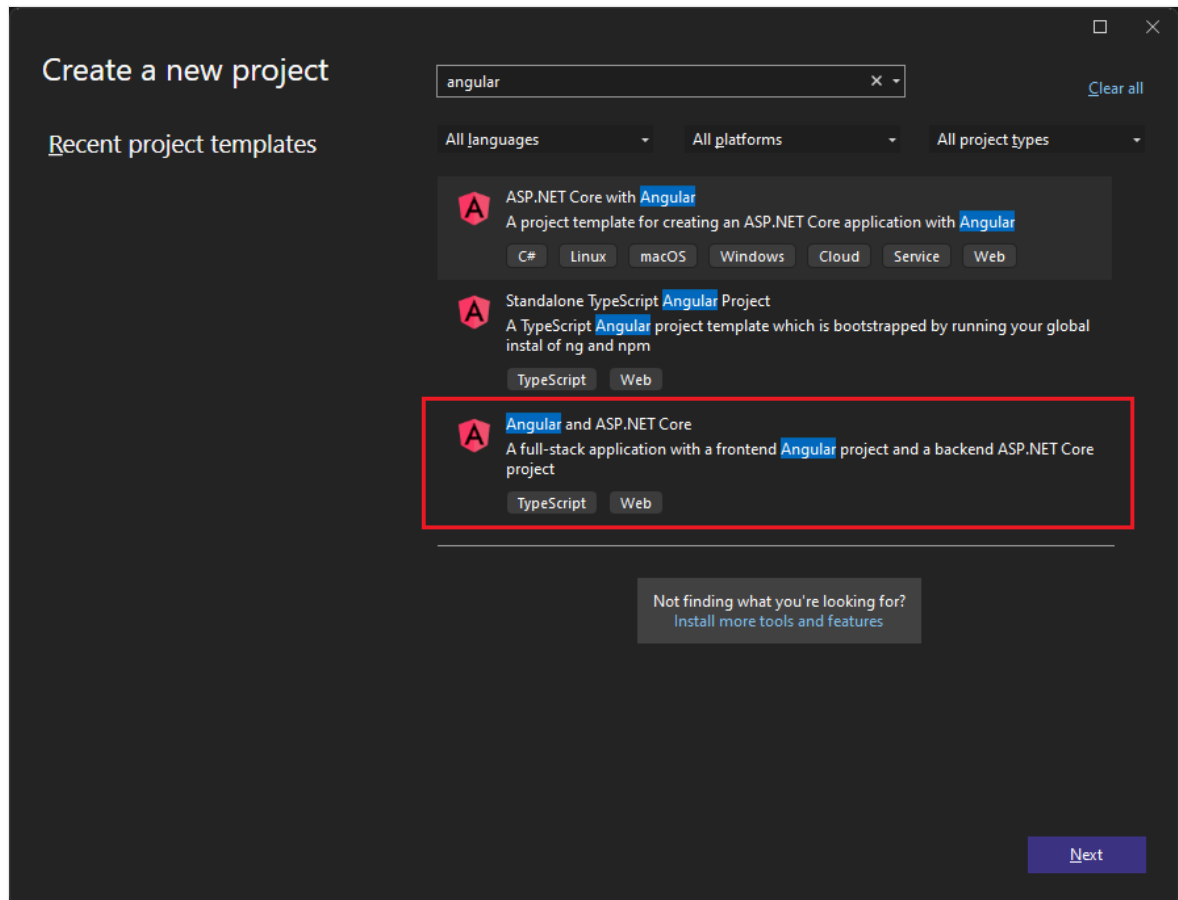 Create a new project
angular
Clear all
Recent project templates
All languages
All platforms
All project types
ASP.NET Core with Angular
A project template for creating an ASP.NET Core application with Angular
C# Linux macOS Windows Cloud Service Web
Standalone TypeScript Angular Project
A TypeScript Angular project template which is bootstrapped by running your global
instal of ng and npm
TypeScript Web
Angular and ASP.NET Core
A full-stack application with a frontend Angular project and a backend ASP.NET Core
project
TypeScript Web
Not finding what you're looking for?
Install more tools and features
Next